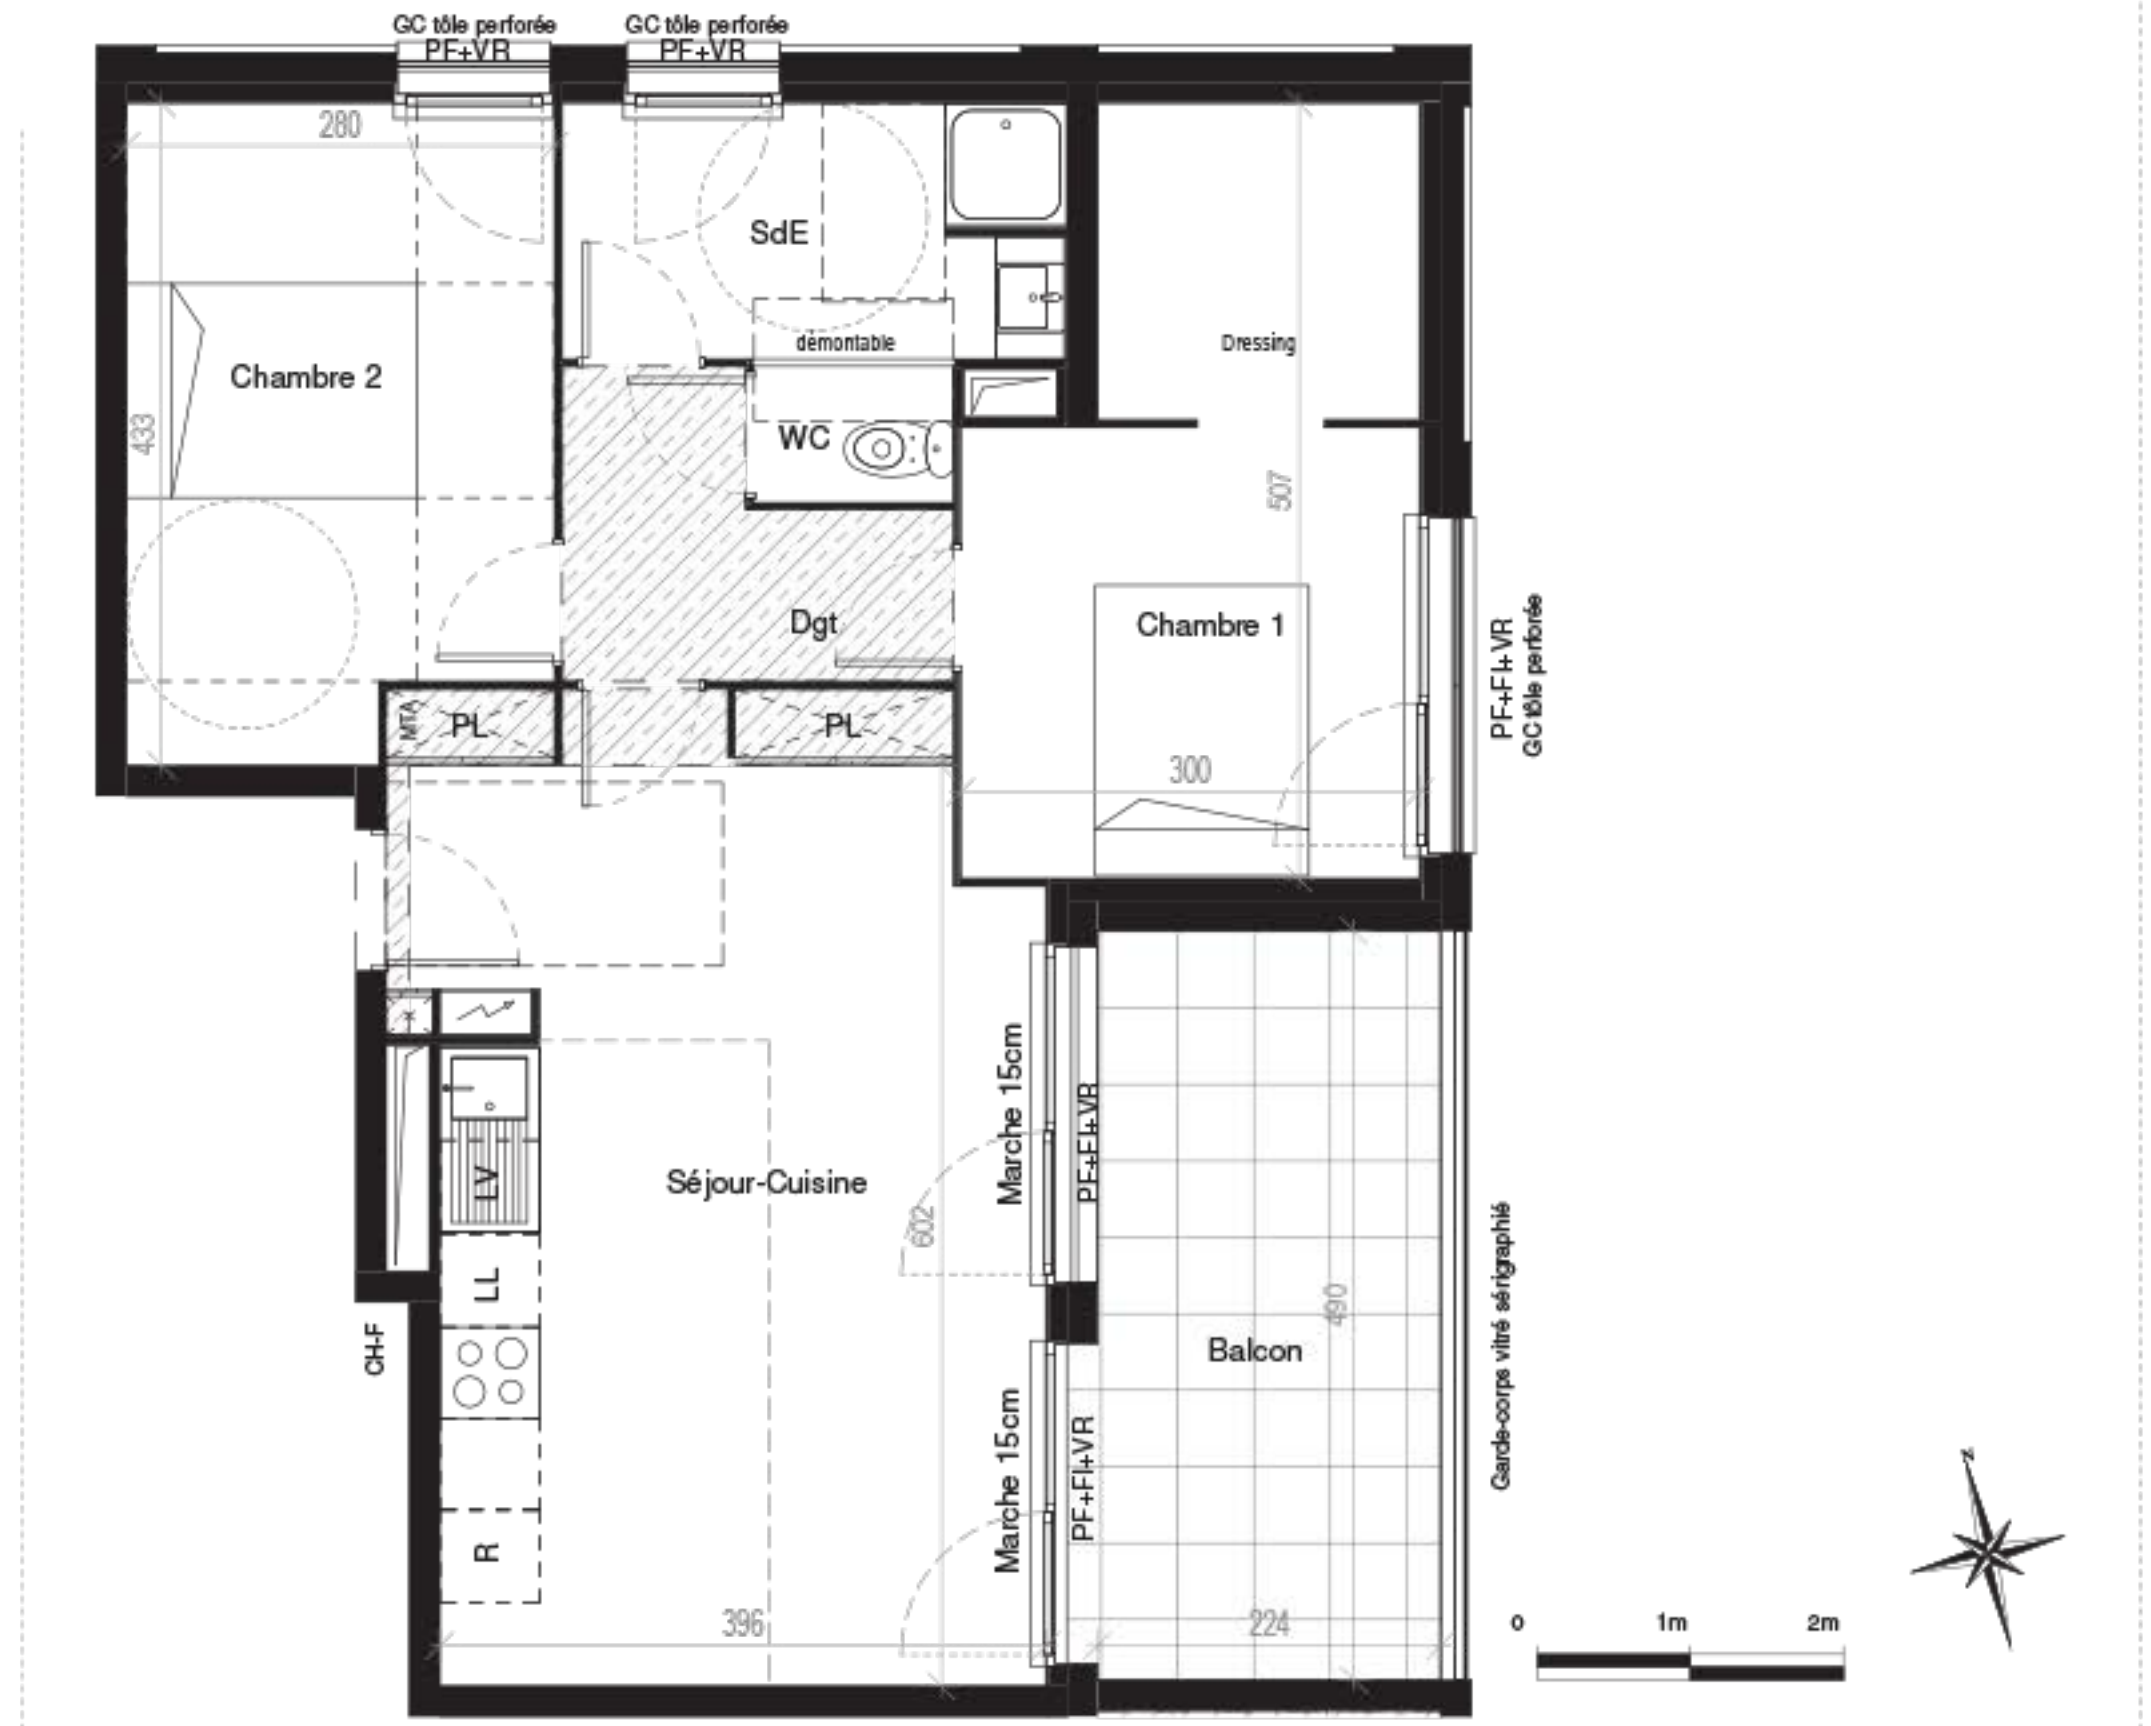 GC tôle perforée
PF+VR
GC tôle perforée
PF+VR
280
SdE
démontable
Dressing
Chambre 2
433
WC
507
Dgt
Chambre 1
PF+FI+VR
GC tôle perforée
MTA
PL
PL
300
Marche 15cm
PF+FI+VR
LV
Séjour-Cuisine
602
LL
CH-F
490
Balcon
Garde-corps vitré sérigraphié
Marche 15cm
PF+FI+VR
R
396
224
N
0 1m 2m